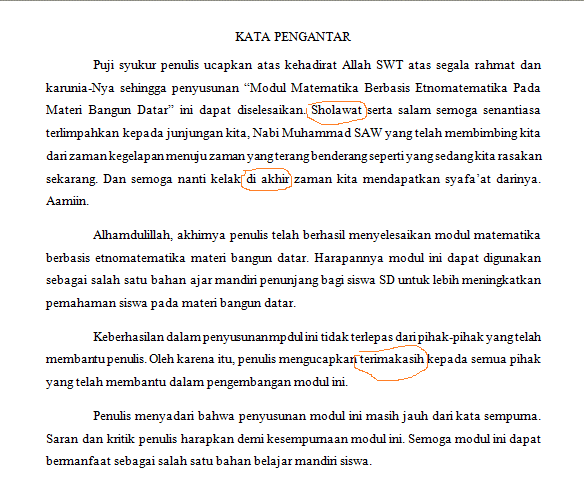 KATA PENGANTAR
Puji syukur penulis ucapkan atas kehadirat Allah SWT atas segala rahmat dan
karunia-Nya sehingga penyusunan “Modul Matematika Berbasis Etnomatematika Pada
Materi Bangun Datar” ini dapat diselesaikan. Sholawat serta salam semoga senantiasa
terlimpahkan kepada junjungan kita, Nabi Muhammad SAW yang telah membimbing kita
dari zaman kegelapan menuju zaman yang terang benderang seperti yang sedang kita rasakan
sekarang. Dan semoga nanti kelak di akhir zaman kita mendapatkan syafa’at darinya.
Aamiin.
Alhamdulillah, akhirnya penulis telah berhasil menyelesaikan modul matematika
berbasis etnomatematika materi bangun datar. Harapannya modul ini dapat digunakan
sebagai salah satu bahan ajar mandiri penunjang bagi siswa SD untuk lebih meningkatkan
pemahaman siswa pada materi bangun datar.
Keberhasilan dalam penyusunanmpdul ini tidak terlepas dari pihak-pihak yang telah
membantu penulis. Oleh karena itu, penulis mengucapkan terimakasih kepada semua pihak
yang telah membantu dalam pengembangan modul ini.
Penulis menyadari bahwa penyusunan modul ini masih jauh dari kata sempurna.
Saran dan kritik penulis harapkan demi kesempurnaan modul ini. Semoga modul ini dapat
bermanfaat sebagai salah satu bahan belajar mandiri siswa.